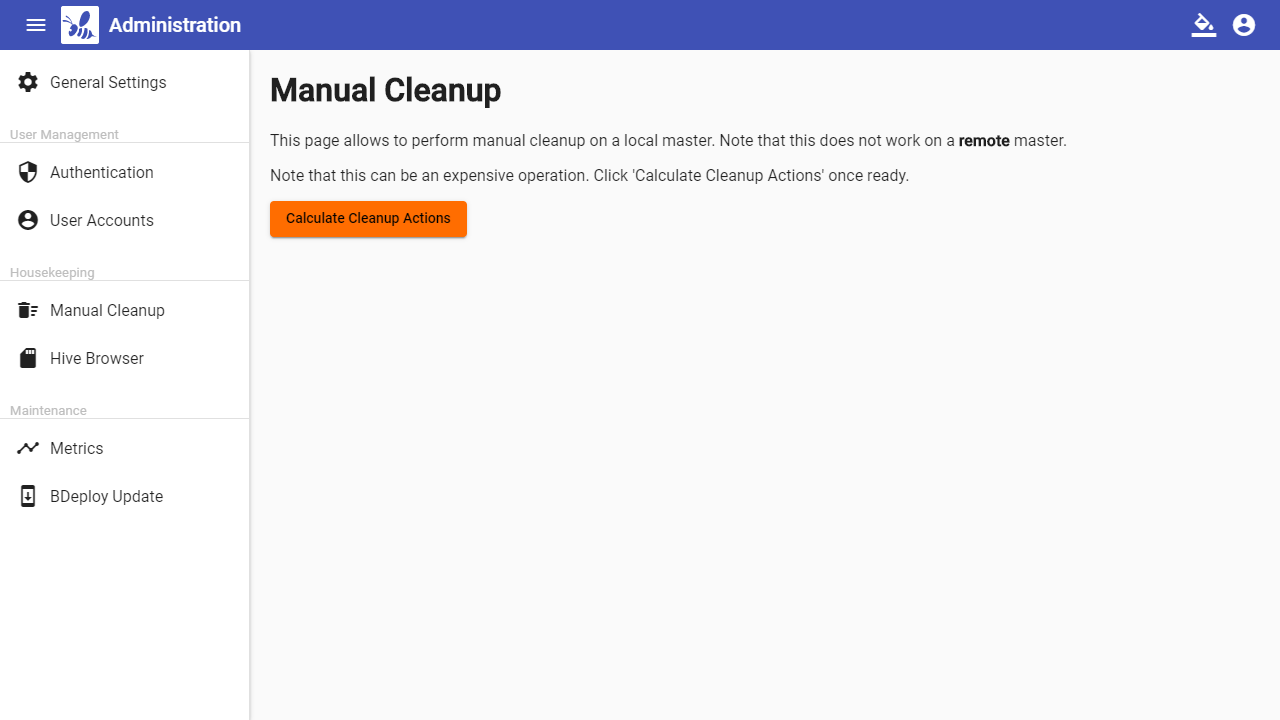 Administration
General Settings
User Management
Authentication
User Accounts
Housekeeping
Manual Cleanup
Hive Browser
Maintenance
Metrics
BDeploy Update
Manual Cleanup
This page allows to perform manual cleanup on a local master. Note that this does not work on a remote master.
Note that this can be an expensive operation. Click 'Calculate Cleanup Actions' once ready.
Calculate Cleanup Actions